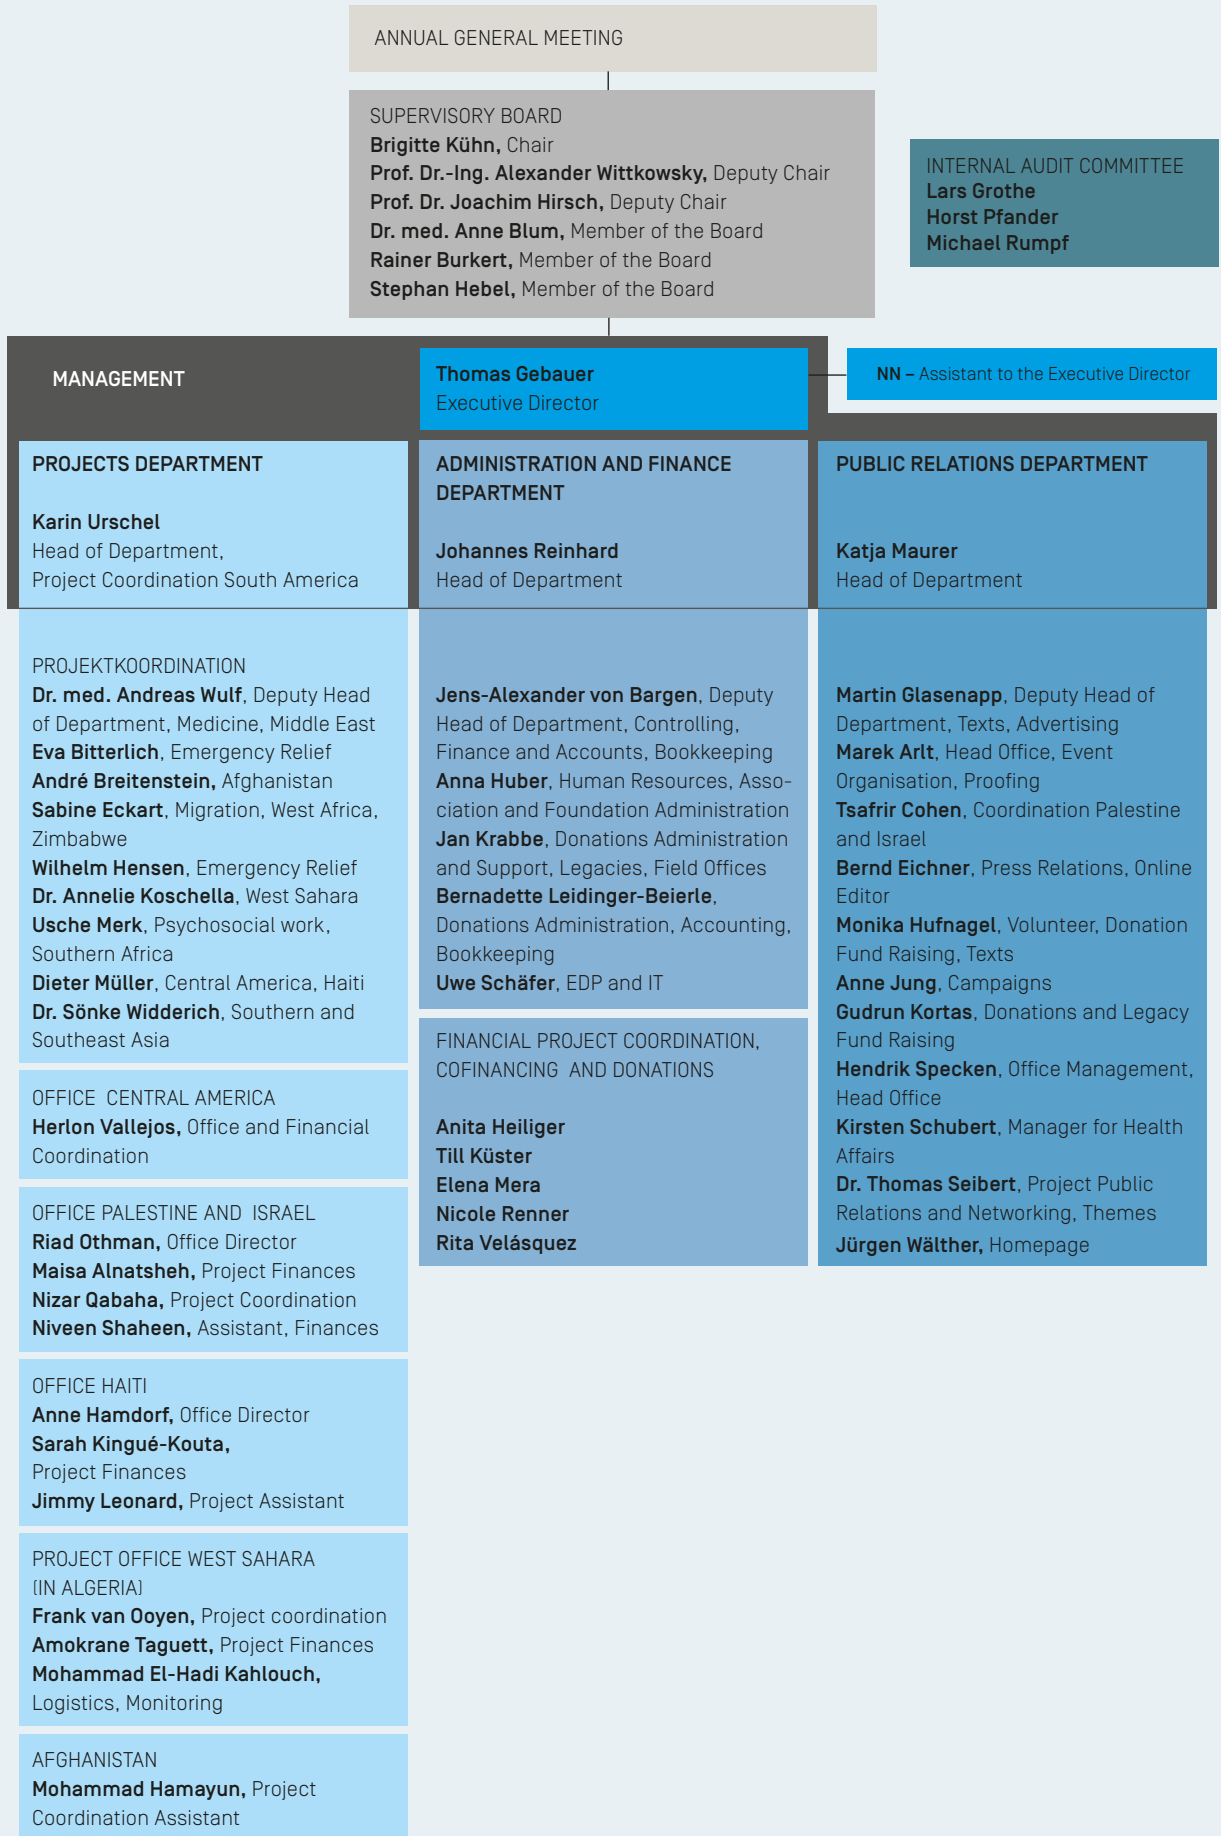 ANNUAL GENERAL MEETING
SUPERVISORY BOARD
Brigitte Kühn, Chair
Prof. Dr.-Ing. Alexander Wittkowsky, Deputy Chair
Prof. Dr. Joachim Hirsch, Deputy Chair
Dr. med. Anne Blum, Member of the Board
Rainer Burkert, Member of the Board
Stephan Hebel, Member of the Board
INTERNAL AUDIT COMMITTEE
Lars Grothe
Horst Pfander
Michael Rumpf
MANAGEMENT
Thomas Gebauer
Executive Director
NN – Assistant to the Executive Director
PROJECTS DEPARTMENT
Karin Urschel
Head of Department,
Project Coordination South America
PROJEKTKOORDINATION
Dr. med. Andreas Wulf, Deputy Head
of Department, Medicine, Middle East
Eva Bitterlich, Emergency Relief
André Breitenstein, Afghanistan
Sabine Eckart, Migration, West Africa,
Zimbabwe
Wilhelm Hensen, Emergency Relief
Dr. Annelie Koschella, West Sahara
Usche Merk, Psychosocial work,
Southern Africa
Dieter Müller, Central America, Haiti
Dr. Sönke Widderich, Southern and
Southeast Asia
OFFICE CENTRAL AMERICA
Herlon Vallejos, Office and Financial
Coordination
OFFICE PALESTINE AND ISRAEL
Riad Othman, Office Director
Maisa Alnatsheh, Project Finances
Nizar Qabaha, Project Coordination
Niveen Shaheen, Assistant, Finances
OFFICE HAITI
Anne Hamdorf, Office Director
Sarah Kingué-Kouta,
Project Finances
Jimmy Leonard, Project Assistant
PROJECT OFFICE WEST SAHARA
(IN ALGERIA)
Frank van Ooyen, Project coordination
Amokrane Taguett, Project Finances
Mohammad El-Hadi Kahlouch,
Logistics, Monitoring
AFGHANISTAN
Mohammad Hamayun, Project
Coordination Assistant
ADMINISTRATION AND FINANCE
DEPARTMENT
Johannes Reinhard
Head of Department
Jens-Alexander von Bargen, Deputy
Head of Department, Controlling,
Finance and Accounts, Bookkeeping
Anna Huber, Human Resources, Asso-
ciation and Foundation Administration
Jan Krabbe, Donations Administration
and Support, Legacies, Field Offices
Bernadette Leidinger-Beierle,
Donations Administration, Accounting,
Bookkeeping
Uwe Schäfer, EDP and IT
FINANCIAL PROJECT COORDINATION,
COFINANCING AND DONATIONS
Anita Heiliger
Till Küster
Elena Mera
Nicole Renner
Rita Velásquez
PUBLIC RELATIONS DEPARTMENT
Katja Maurer
Head of Department
Martin Glasenapp, Deputy Head of
Department, Texts, Advertising
Marek Arlt, Head Office, Event
Organisation, Proofing
Tsafrir Cohen, Coordination Palestine
and Israel
Bernd Eichner, Press Relations, Online
Editor
Monika Hufnagel, Volunteer, Donation
Fund Raising, Texts
Anne Jung, Campaigns
Gudrun Kortas, Donations and Legacy
Fund Raising
Hendrik Specken, Office Management,
Head Office
Kirsten Schubert, Manager for Health
Affairs
Dr. Thomas Seibert, Project Public
Relations and Networking, Themes
Jürgen Wälther, Homepage